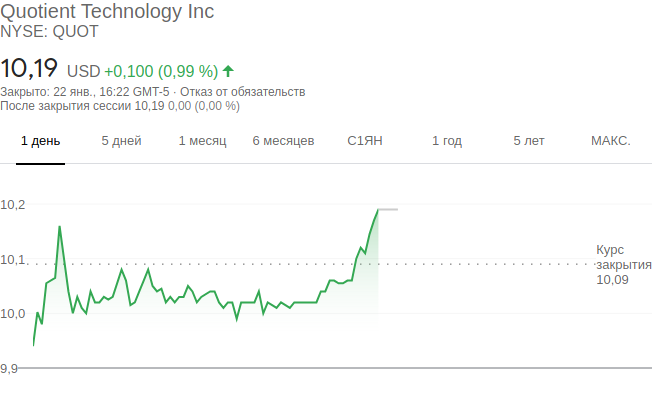 Quotient Technology Inc
NYSE: QUOT
10,19 USD +0,100 (0,99 %)
Закрыто: 22 янв., 16:22 GMT-5 · Отказ от обязательств
После закрытия сессии 10,19 0,00 (0,00 %)
1 день 5 дней 1 месяц 6 месяцев С1ЯН 1 год 5 лет МАКС.
10,2
10,1
10,0
9,9
Курс
закрытия
10,09